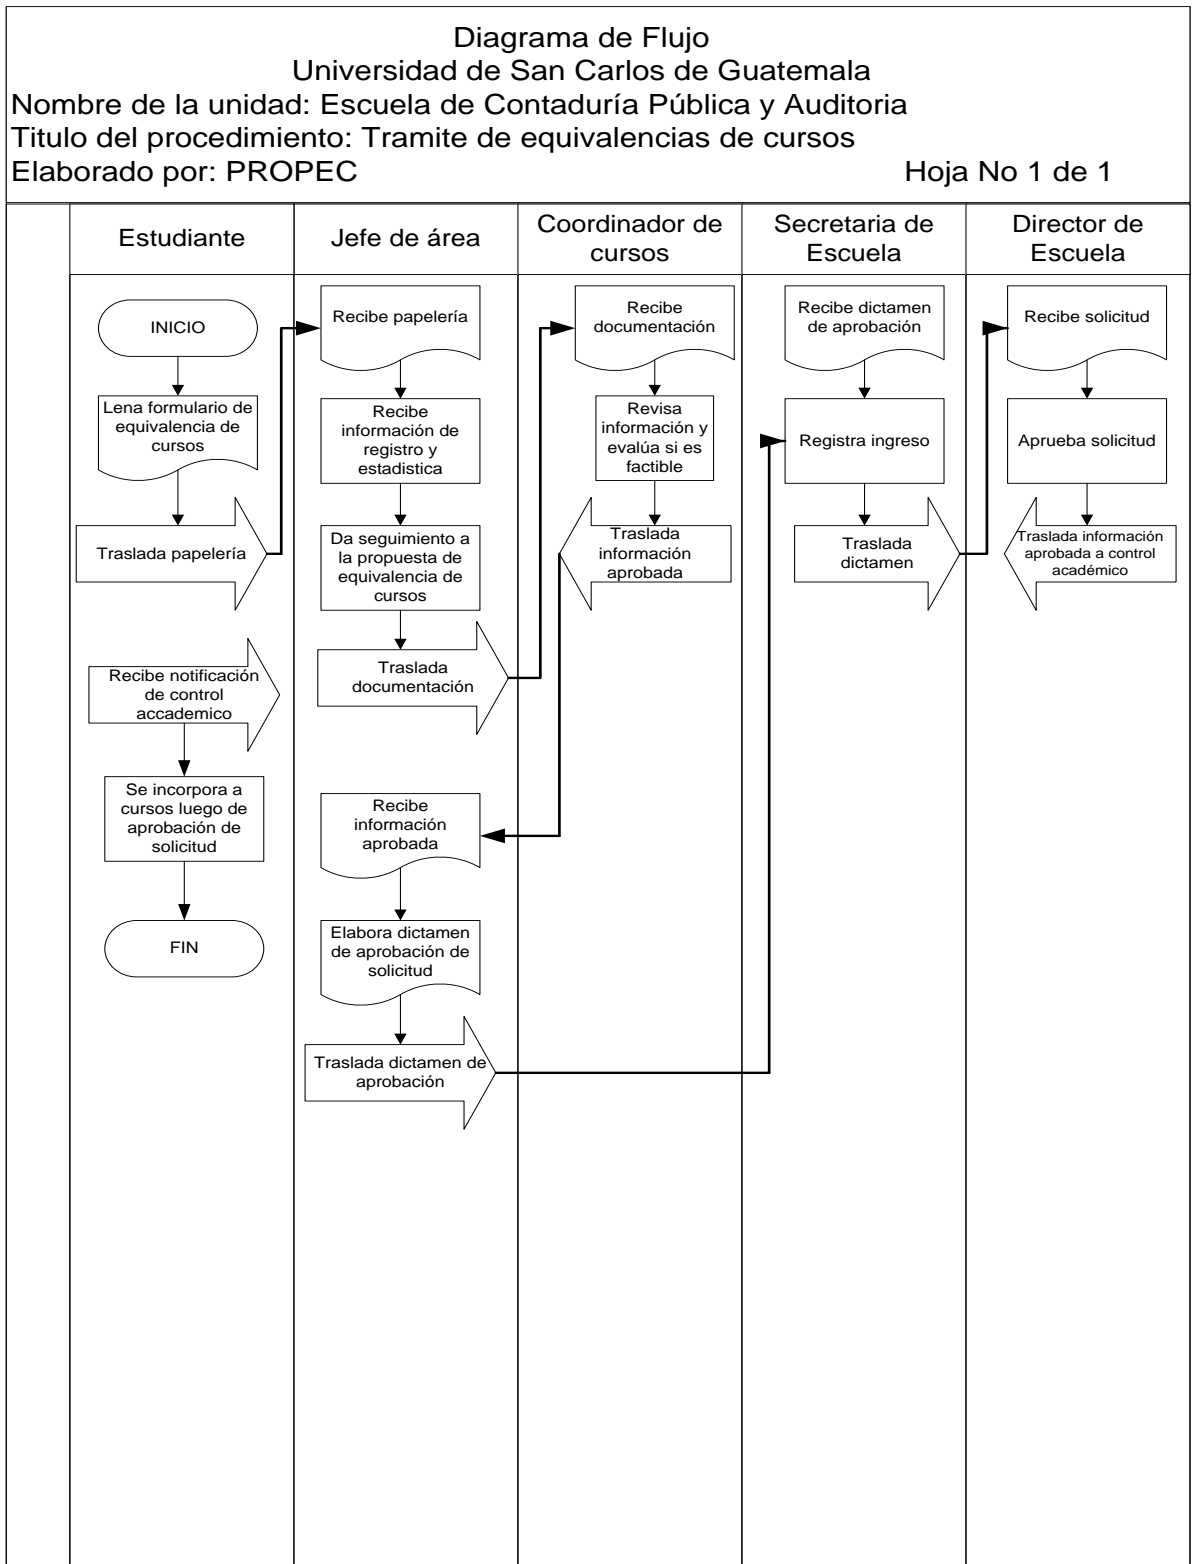 Diagrama de Flujo
Universidad de San Carlos de Guatemala
Nombre de la unidad: Escuela de Contaduría Pública y Auditoria
Titulo del procedimiento: Tramite de equivalencias de cursos
Elaborado por: PROPEC Hoja No 1 de 1
Estudiante
Jefe de área
Coordinador de
cursos
Secretaria de
Escuela
Director de
Escuela
INICIO
Lena formulario de
equivalencia de
cursos
Traslada papelería
Recibe notificación
de control
accademico
Se incorpora a
cursos luego de
aprobación de
solicitud
FIN
Recibe papelería
Recibe
información de
registro y
estadistica
Da seguimiento a
la propuesta de
equivalencia de
cursos
Traslada
documentación
Recibe
información
aprobada
Elabora dictamen
de aprobación de
solicitud
Traslada dictamen de
aprobación
Recibe
documentación
Revisa
información y
evalúa si es
factible
Traslada
información
aprobada
Recibe dictamen
de aprobación
Registra ingreso
Traslada
dictamen
Recibe solicitud
Aprueba solicitud
Traslada información
aprobada a control
académico